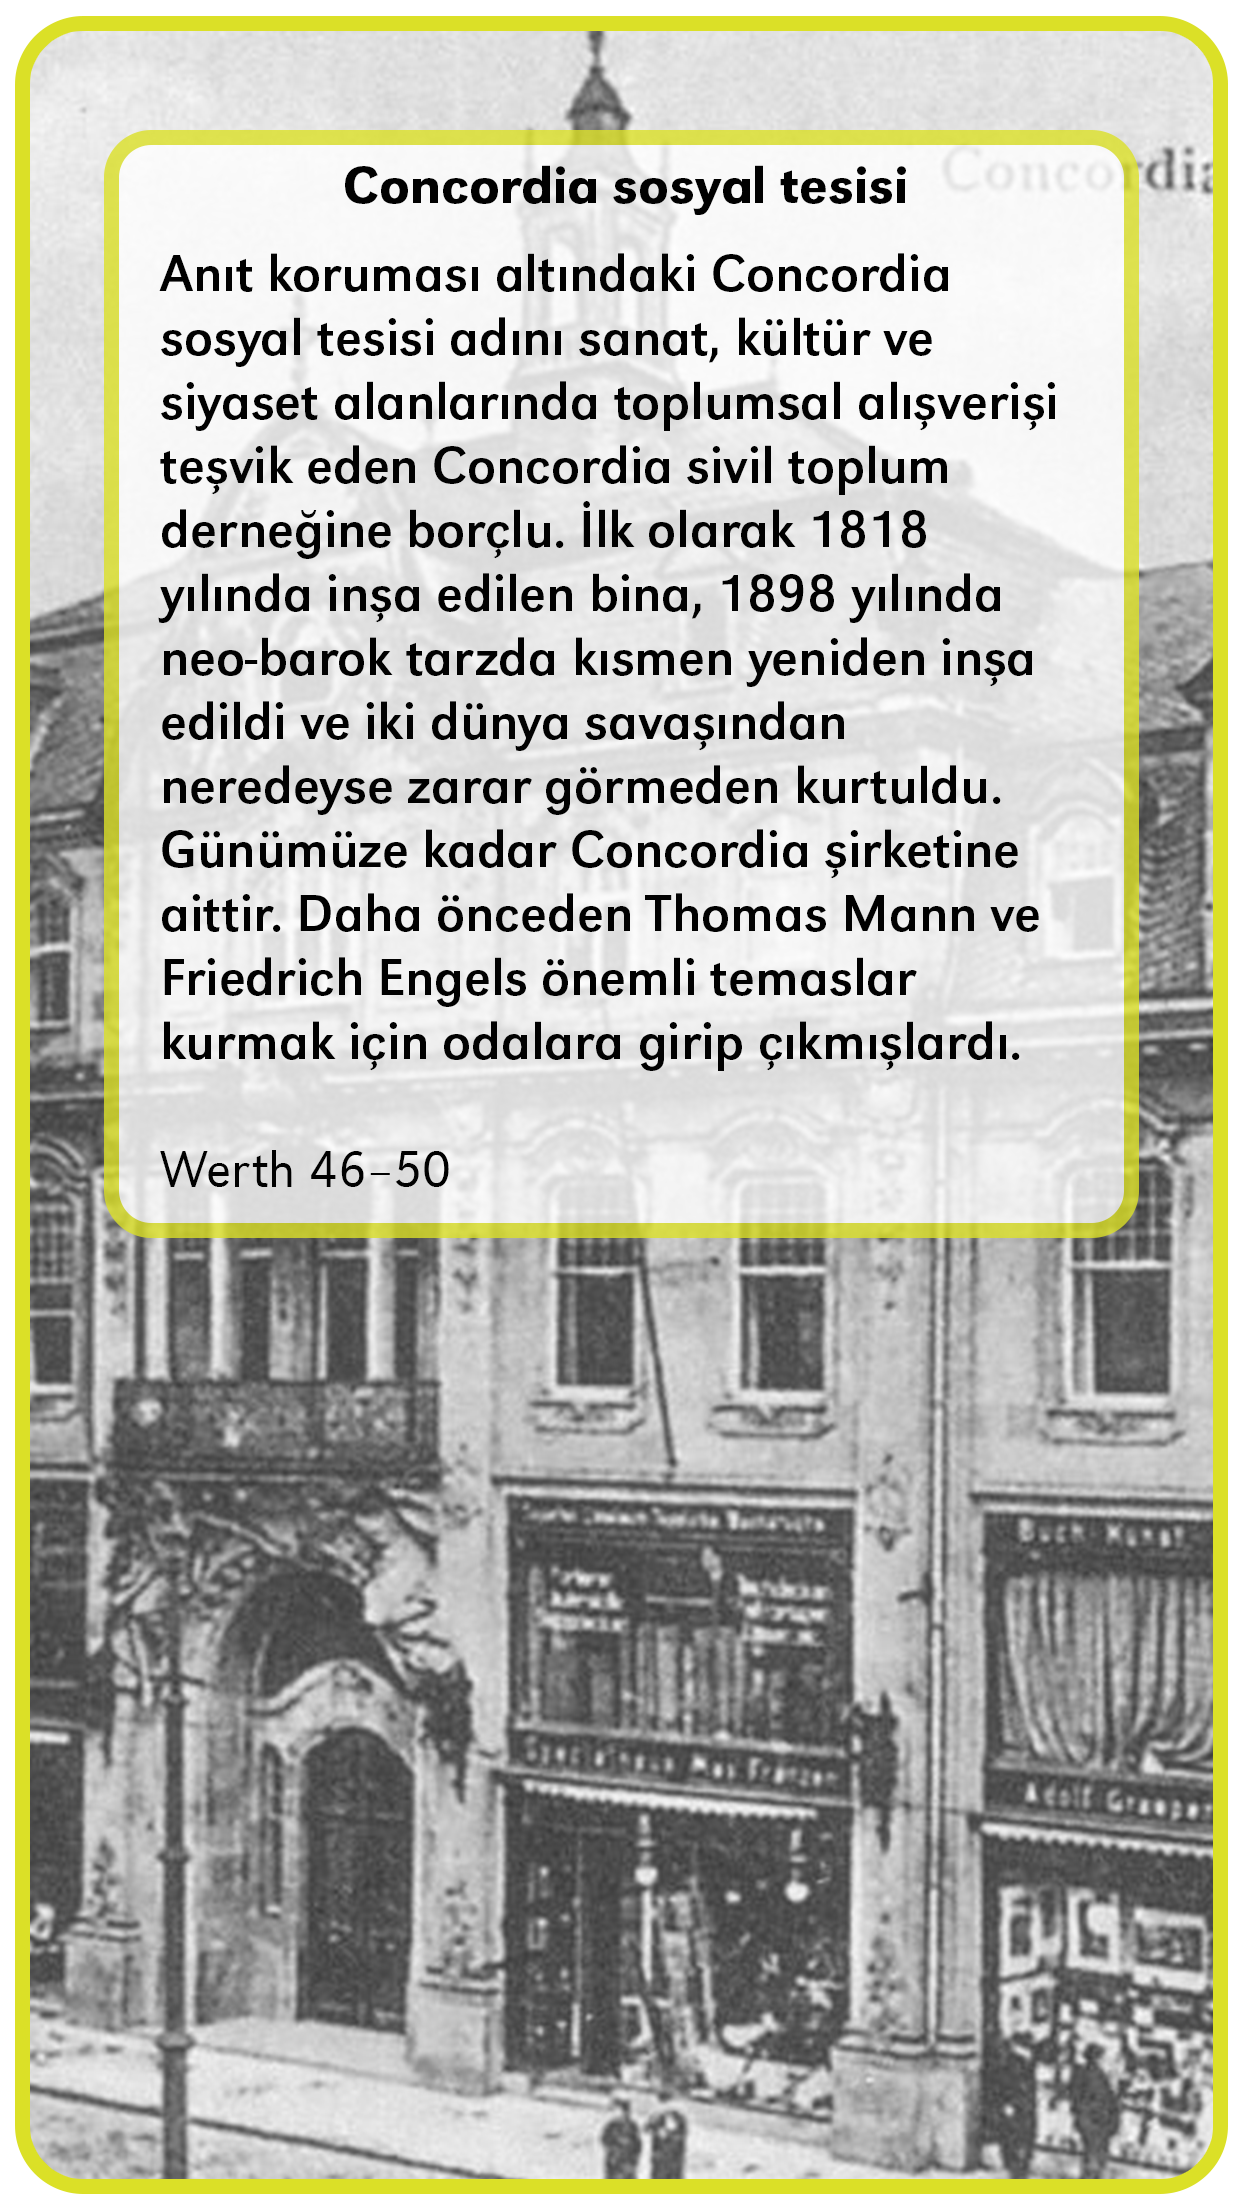 Concordia
Concordia sosyal tesisi
Anıt koruması altındaki Concordia
sosyal tesisi adını sanat, kültür ve
siyaset alanlarında toplumsal alışverişi
teşvik eden Concordia sivil toplum
derneğine borçlu. İlk olarak 1818
yılında inşa edilen bina, 1898 yılında
neo-barok tarzda kısmen yeniden inşa
edildi ve iki dünya savaşından
neredeyse zarar görmeden kurtuldu.
Günümüze kadar Concordia şirketine
aittir. Daha önceden Thomas Mann ve
Friedrich Engels önemli temaslar
kurmak için odalara girip çıkmışlardı.
Werth 46–50
Buch Kunst
Specialhaus Max Franzen
Adolf Graeper